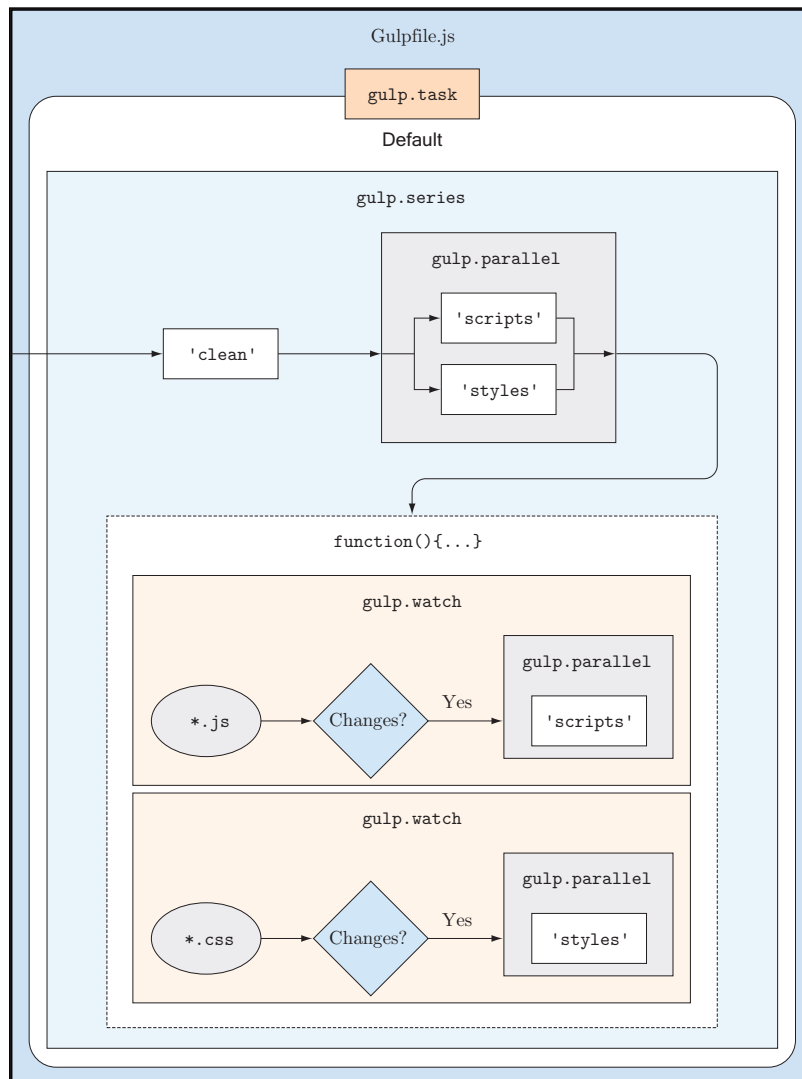 Gulpfile.js
gulp.task
Default
gulp.series
gulp.parallel
'scripts'
'clean'
'styles'
function(){...}
gulp.watch
gulp.parallel
*.js
Changes?
Yes
'scripts'
gulp.watch
gulp.parallel
*.css
Changes?
Yes
'styles'